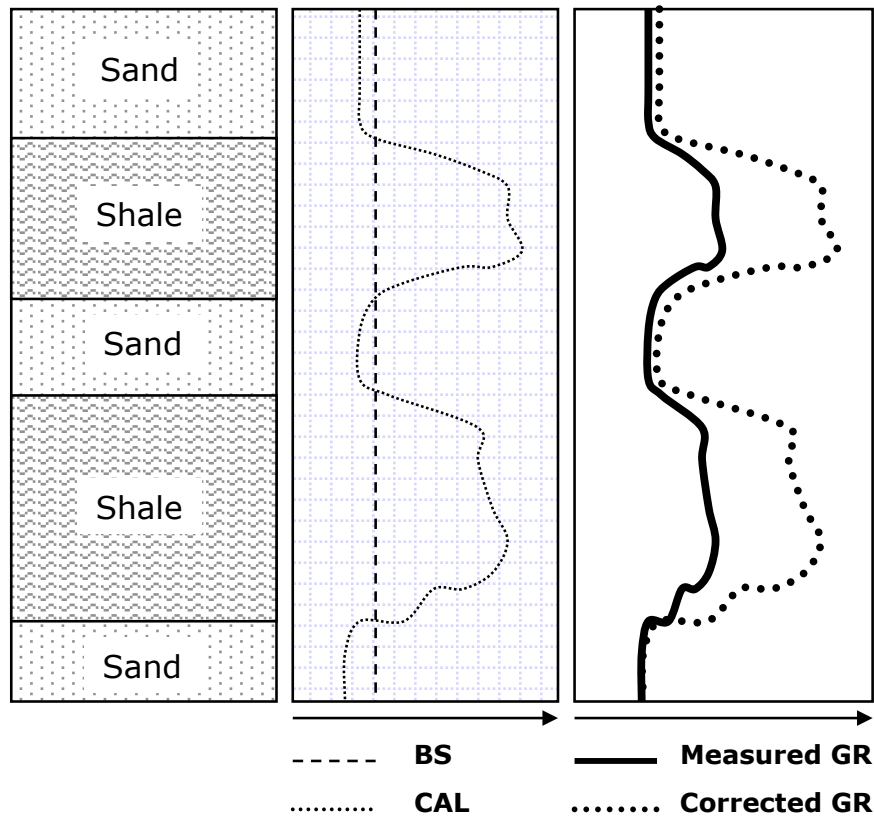 Sand
Shale
Sand
Shale
Sand
BS
CAL
Measured GR
Corrected GR